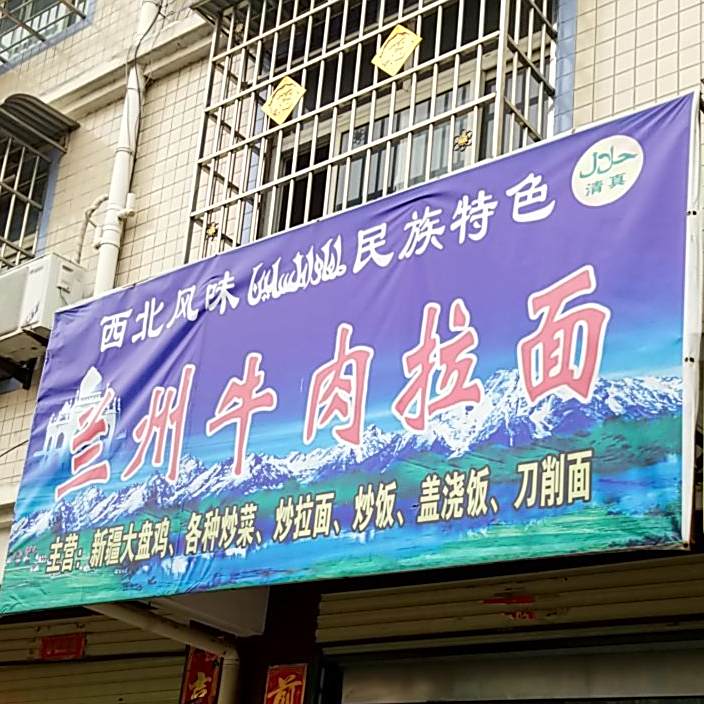 حلال
清真
西北风味 民族特色
兰州牛肉拉面
主营：新疆大盘鸡、各种炒菜、炒拉面、炒饭、盖浇饭、刀削面